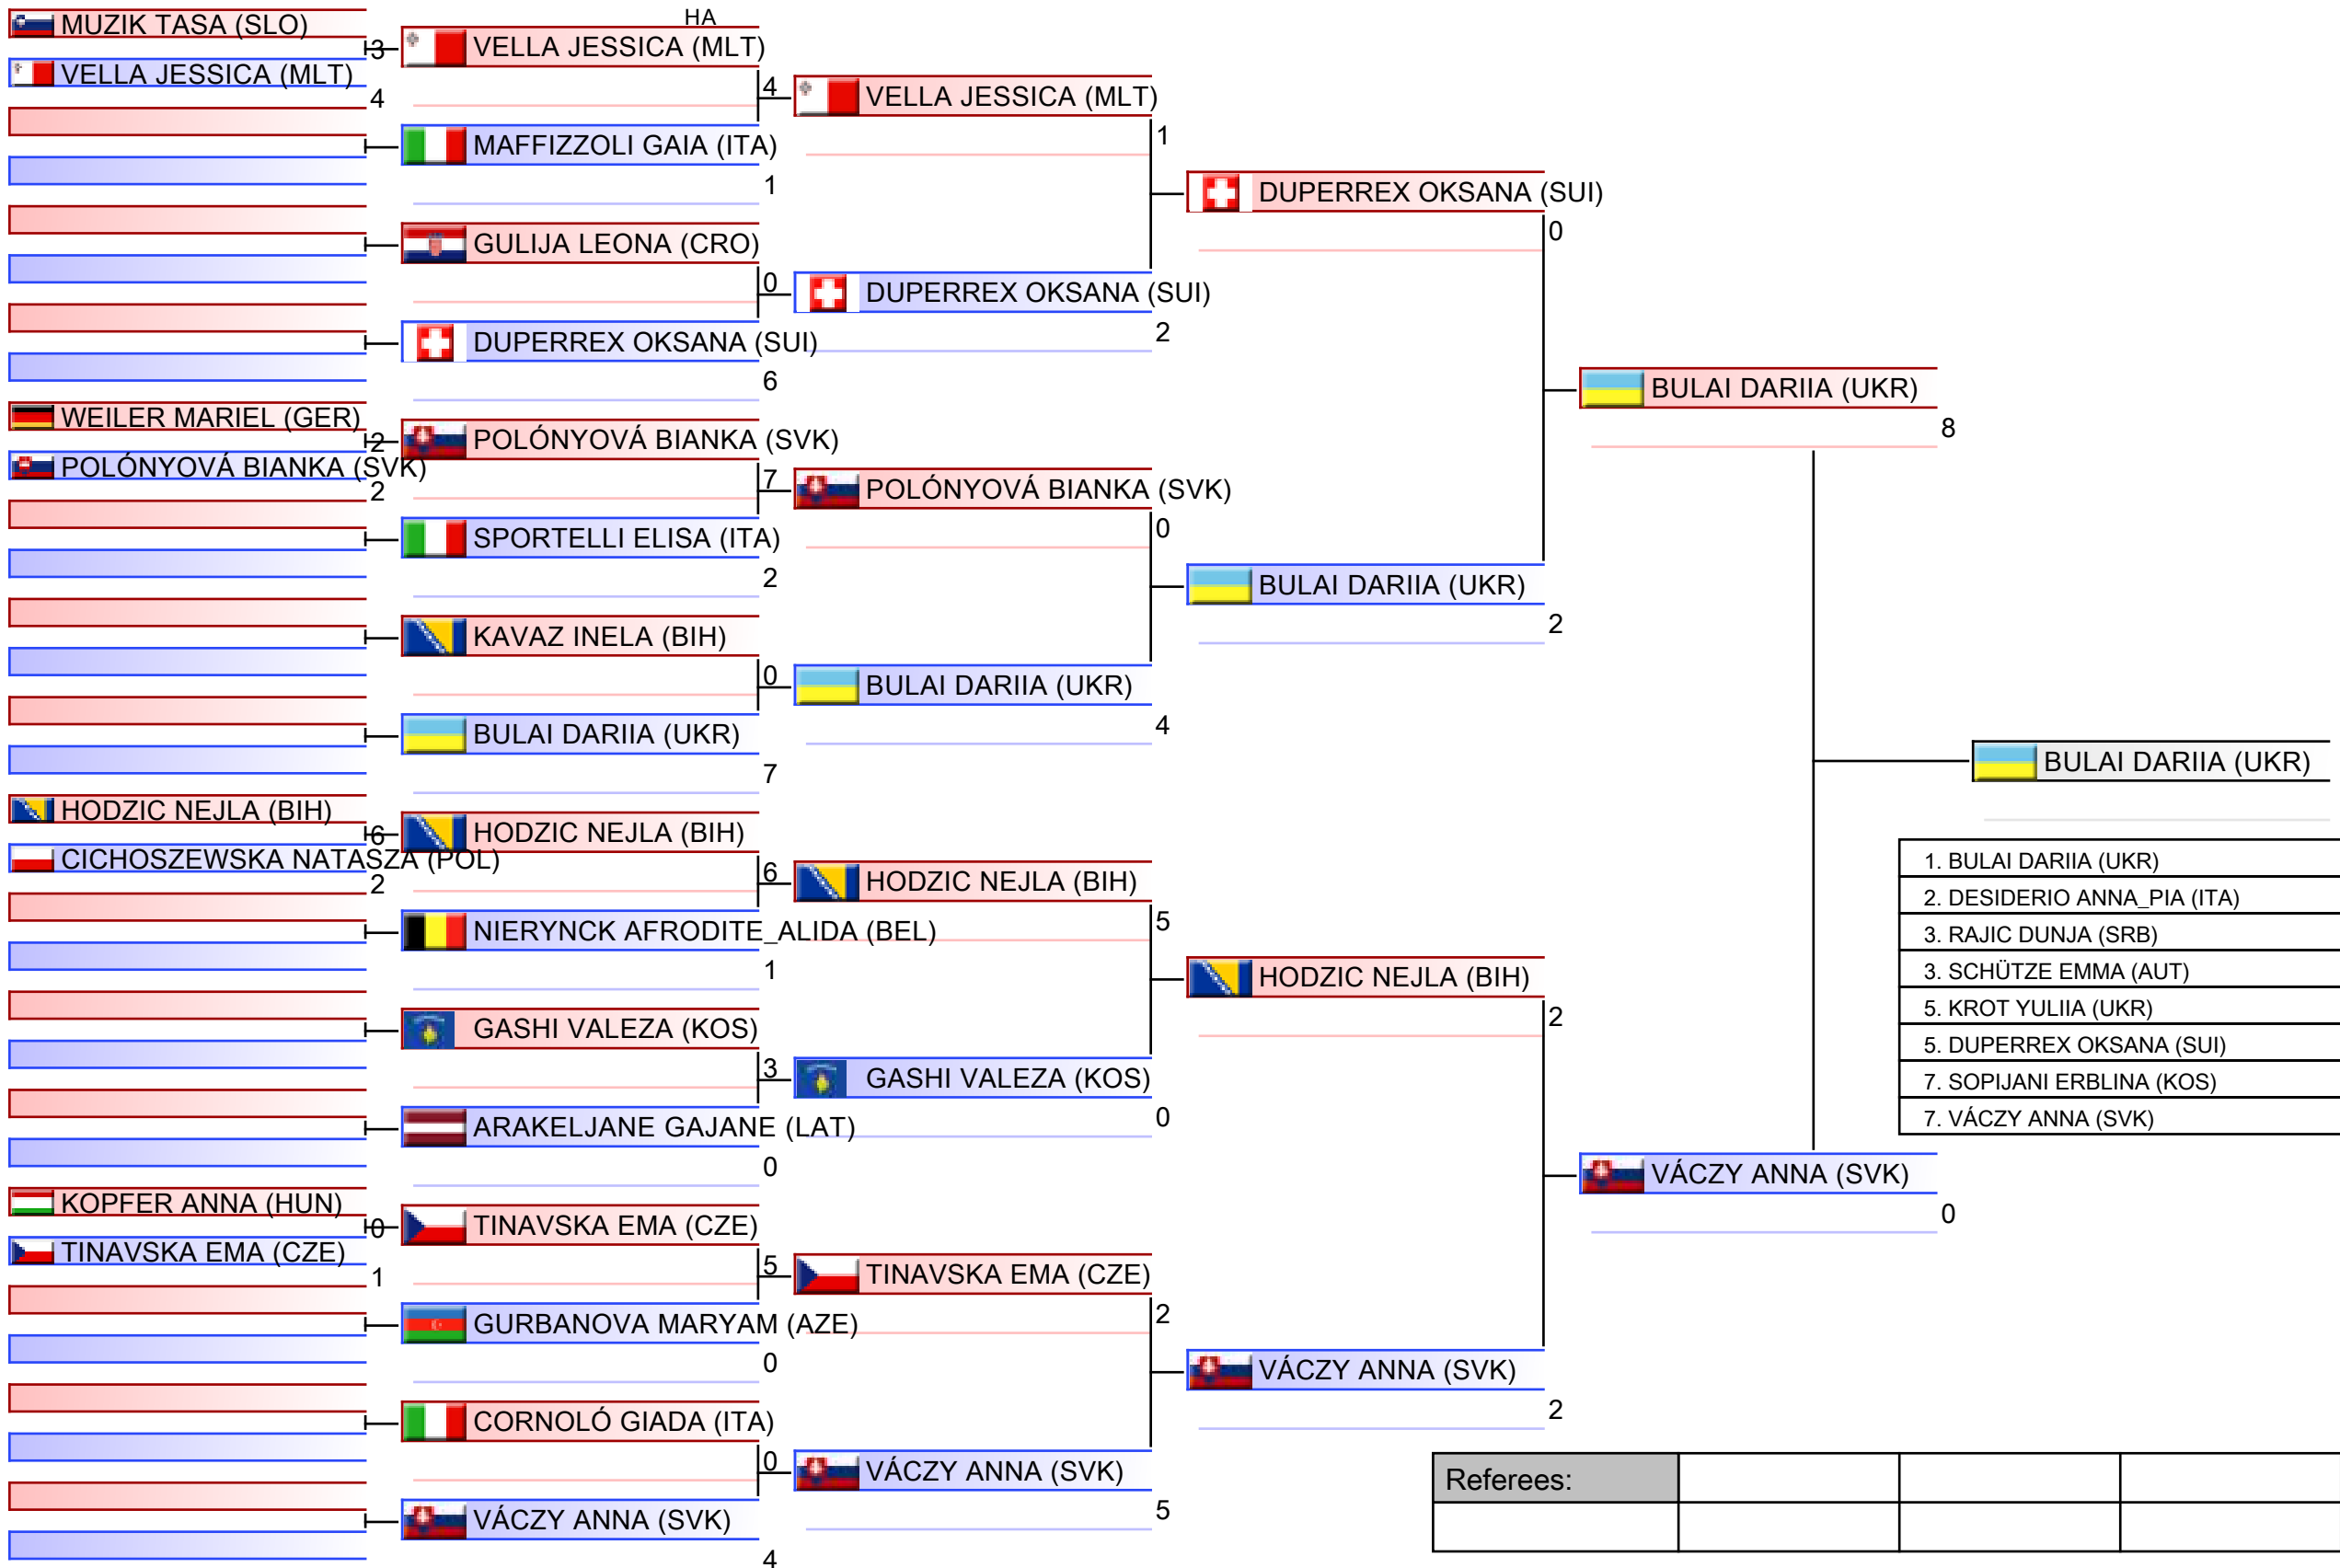 HA
MUZIK TASA (SLO)
3
VELLA JESSICA (MLT)
4
WEILER MARIEL (GER)
2
POLÓNYOVÁ BIANKA (SVK)
2
HODZIC NEJLA (BIH)
6
CICHOSZEWSKA NATASZA (POL)
2
KOPFER ANNA (HUN)
0
TINAVSKA EMA (CZE)
1
VELLA JESSICA (MLT)
4
MAFFIZZOLI GAIA (ITA)
1
GULIJA LEONA (CRO)
0
DUPERREX OKSANA (SUI)
6
POLÓNYOVÁ BIANKA (SVK)
7
SPORTELLI ELISA (ITA)
2
KAVAZ INELA (BIH)
0
BULAI DARIIA (UKR)
7
HODZIC NEJLA (BIH)
6
NIERYNCK AFRODITE_ALIDA (BEL)
1
GASHI VALEZA (KOS)
3
ARAKELJANE GAJANE (LAT)
0
TINAVSKA EMA (CZE)
5
GURBANOVA MARYAM (AZE)
0
CORNOLÓ GIADA (ITA)
0
VÁCZY ANNA (SVK)
4
VELLA JESSICA (MLT)
1
DUPERREX OKSANA (SUI)
2
POLÓNYOVÁ BIANKA (SVK)
0
BULAI DARIIA (UKR)
4
HODZIC NEJLA (BIH)
5
GASHI VALEZA (KOS)
0
TINAVSKA EMA (CZE)
2
VÁCZY ANNA (SVK)
5
DUPERREX OKSANA (SUI)
0
BULAI DARIIA (UKR)
2
HODZIC NEJLA (BIH)
2
VÁCZY ANNA (SVK)
2
BULAI DARIIA (UKR)
8
VÁCZY ANNA (SVK)
0
BULAI DARIIA (UKR)
1. BULAI DARIIA (UKR)
2. DESIDERIO ANNA_PIA (ITA)
3. RAJIC DUNJA (SRB)
3. SCHÜTZE EMMA (AUT)
5. KROT YULIIA (UKR)
5. DUPERREX OKSANA (SUI)
7. SOPIJANI ERBLINA (KOS)
7. VÁCZY ANNA (SVK)
Referees: